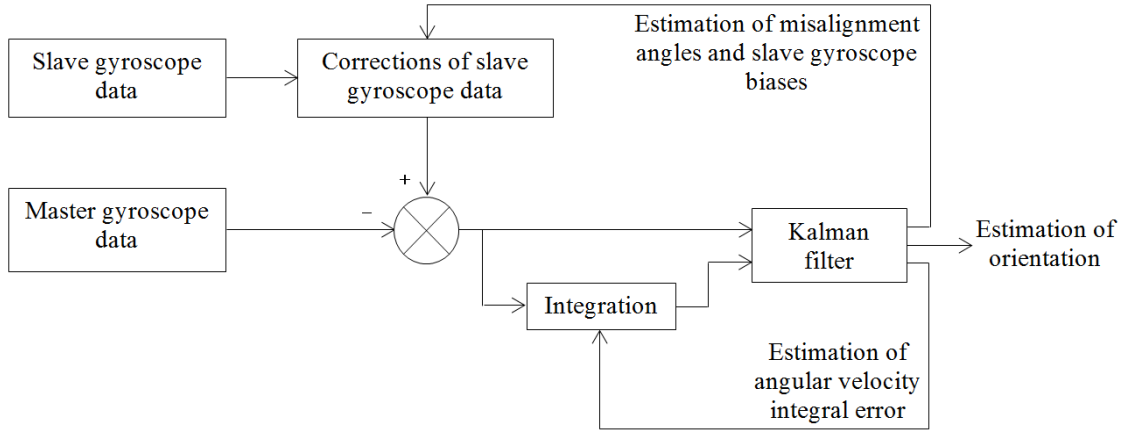 Slave gyroscope
data
Corrections of slave
gyroscope data
Estimation of misalignment
angles and slave gyroscope
biases
+
Master gyroscope
data
−
Kalman
filter
Estimation of
orientation
Integration
Estimation of
angular velocity
integral error